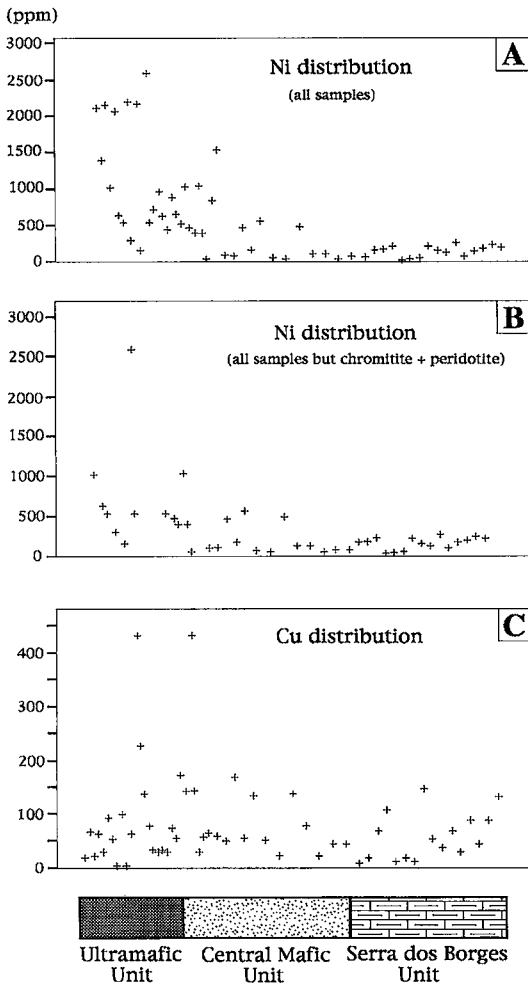 (ppm)
A
Ni distribution
(all samples)
3000
2500
2000
1500
1000
500
0
B
Ni distribution
(all samples but chromitite + peridotite)
3000
2500
2000
1500
1000
500
0
C
Cu distribution
400
300
200
100
0
Ultramafic Unit
Central Mafic Unit
Serra dos Borges Unit